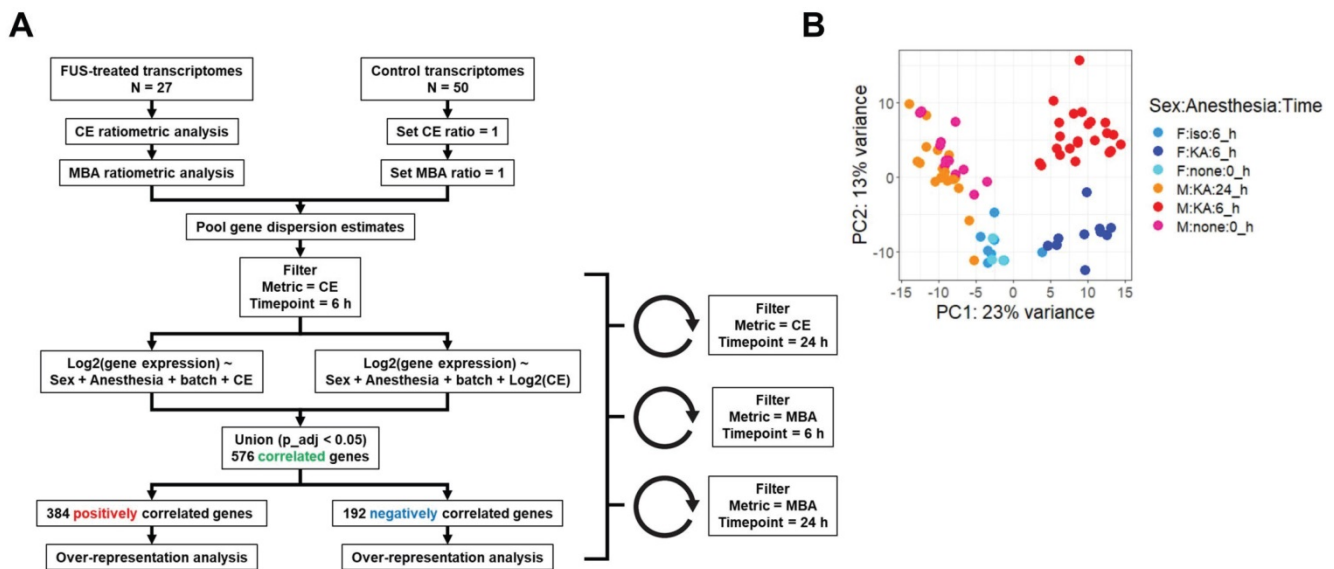 A
FUS-treated transcriptomes
N = 27
Control transcriptomes
N = 50
CE ratiometric analysis
Set CE ratio = 1
MBA ratiometric analysis
Set MBA ratio = 1
Pool gene dispersion estimates
Filter
Metric = CE
Timepoint = 6 h
Log2(gene expression) ~
Sex + Anesthesia + batch + CE
Log2(gene expression) ~
Sex + Anesthesia + batch + Log2(CE)
Union (p_adj < 0.05)
576 correlated genes
384 positively correlated genes
192 negatively correlated genes
Over-representation analysis
Over-representation analysis
Filter
Metric = CE
Timepoint = 24 h
Filter
Metric = MBA
Timepoint = 6 h
Filter
Metric = MBA
Timepoint = 24 h
B
PC2: 13% variance
10
0
-10
-15
-10
-5
0
5
10
15
PC1: 23% variance
Sex:Anesthesia:Time
F:iso:6_h
F:KA:6_h
F:none:0_h
M:KA:24_h
M:KA:6_h
M:none:0_h